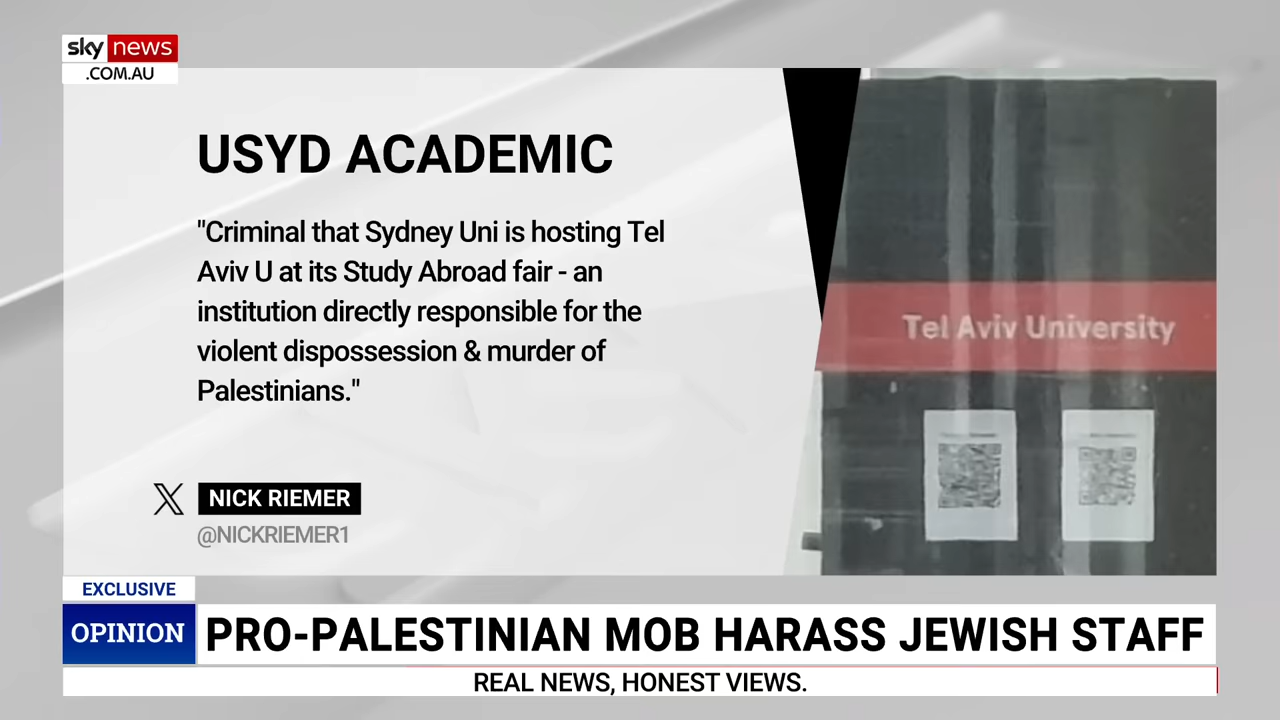 sky news
.COM.AU
USYD ACADEMIC
"Criminal that Sydney Uni is hosting Tel
Aviv U at its Study Abroad fair - an
institution directly responsible for the
violent dispossession & murder of
Palestinians."
NICK RIEMER
@NICKRIEMER1
Tel Aviv University
EXCLUSIVE
OPINION
PRO-PALESTINIAN MOB HARASS JEWISH STAFF
REAL NEWS, HONEST VIEWS.